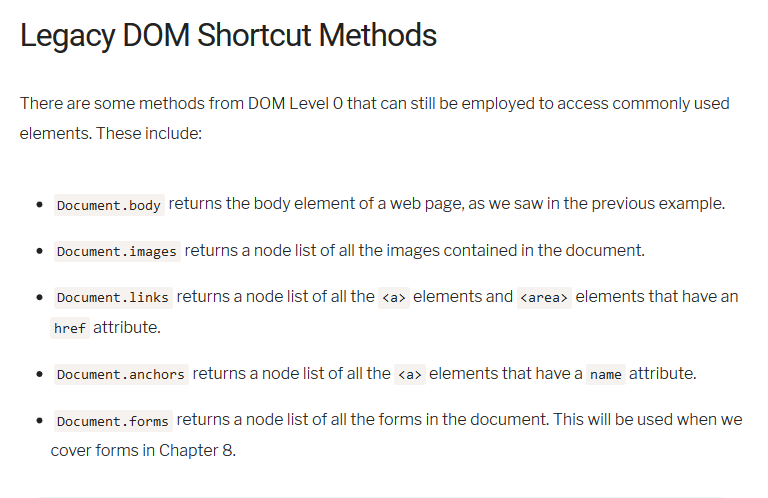 Legacy DOM Shortcut Methods
There are some methods from DOM Level 0 that can still be employed to access commonly used
elements. These include:
• Document.body returns the body element of a web page, as we saw in the previous example.
• Document.images returns a node list of all the images contained in the document.
• Document.links returns a node list of all the <a> elements and <area> elements that have an
href attribute.
• Document.anchors returns a node list of all the <a> elements that have a name attribute.
• Document.forms returns a node list of all the forms in the document. This will be used when we
cover forms in Chapter 8.